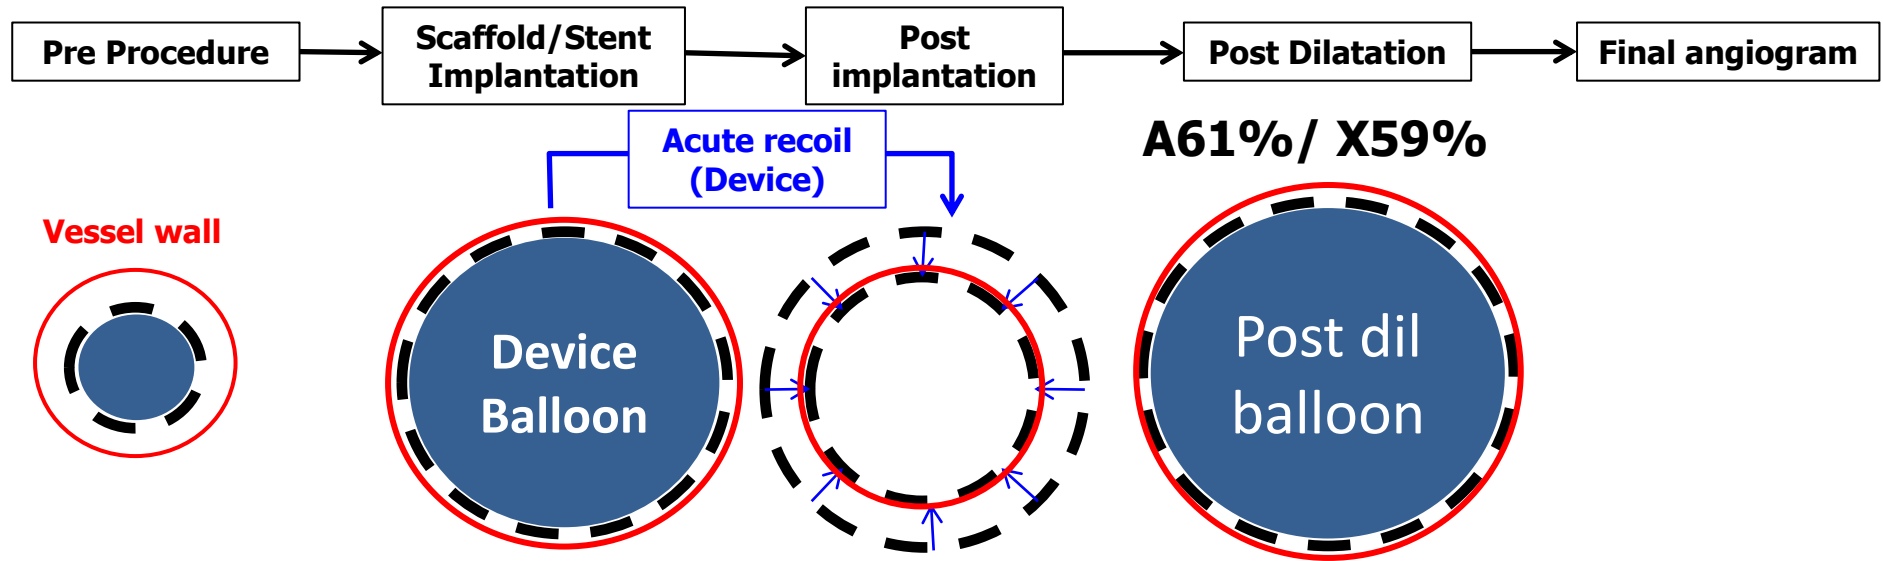 Pre Procedure
Scaffold/Stent
Implantation
Post
implantation
Post Dilatation
Final angiogram
Acute recoil
(Device)
A61%/ X59%
Vessel wall
Device
Balloon
Post dil
balloon